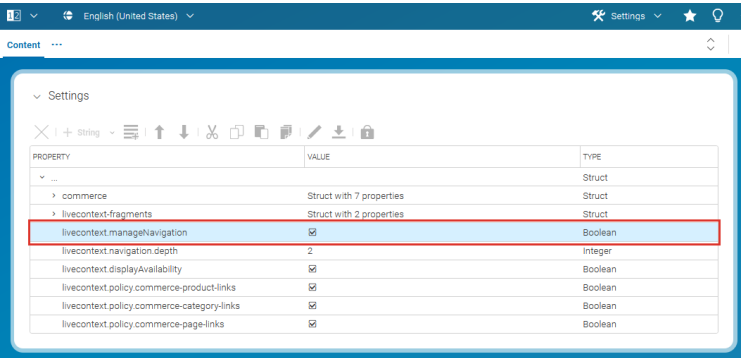 12 English (United States) Settings
Content ...
Settings
+ String
PROPERTY VALUE TYPE
... Struct
commerce Struct with 7 properties Struct
livecontext-fragments Struct with 2 properties Struct
livecontext.manageNavigation Boolean
livecontext.navigation.depth 2 Integer
livecontext.displayAvailability Boolean
livecontext.policy.commerce-product-links Boolean
livecontext.policy.commerce-category-links Boolean
livecontext.policy.commerce-page-links Boolean